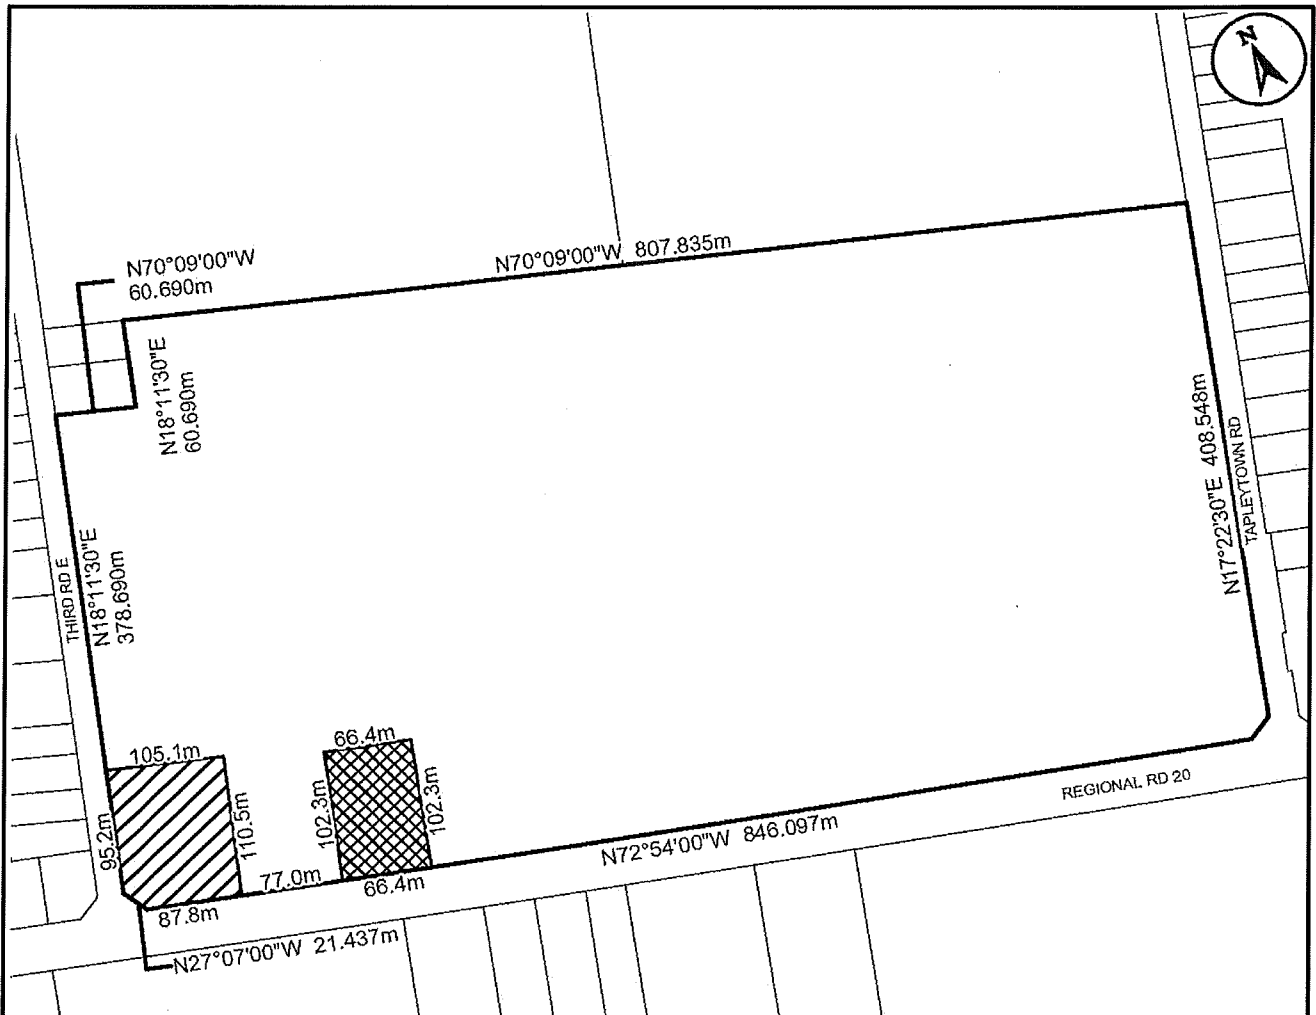 N
N70°09'00"W
60.690m
N70°09'00"W 807.835m
N18°11'30"E
60.690m
N17°22'30"E 408.548m
TAPLEYTOWN RD
THIRD RD E
N18°11'30"E
378.690m
105.1m
66.4m
95.2m
110.5m
102.3m
102.3m
REGIONAL RD 20
N72°54'00"W 846.097m
77.0m
66.4m
87.8m
N27°07'00"W 21.437m